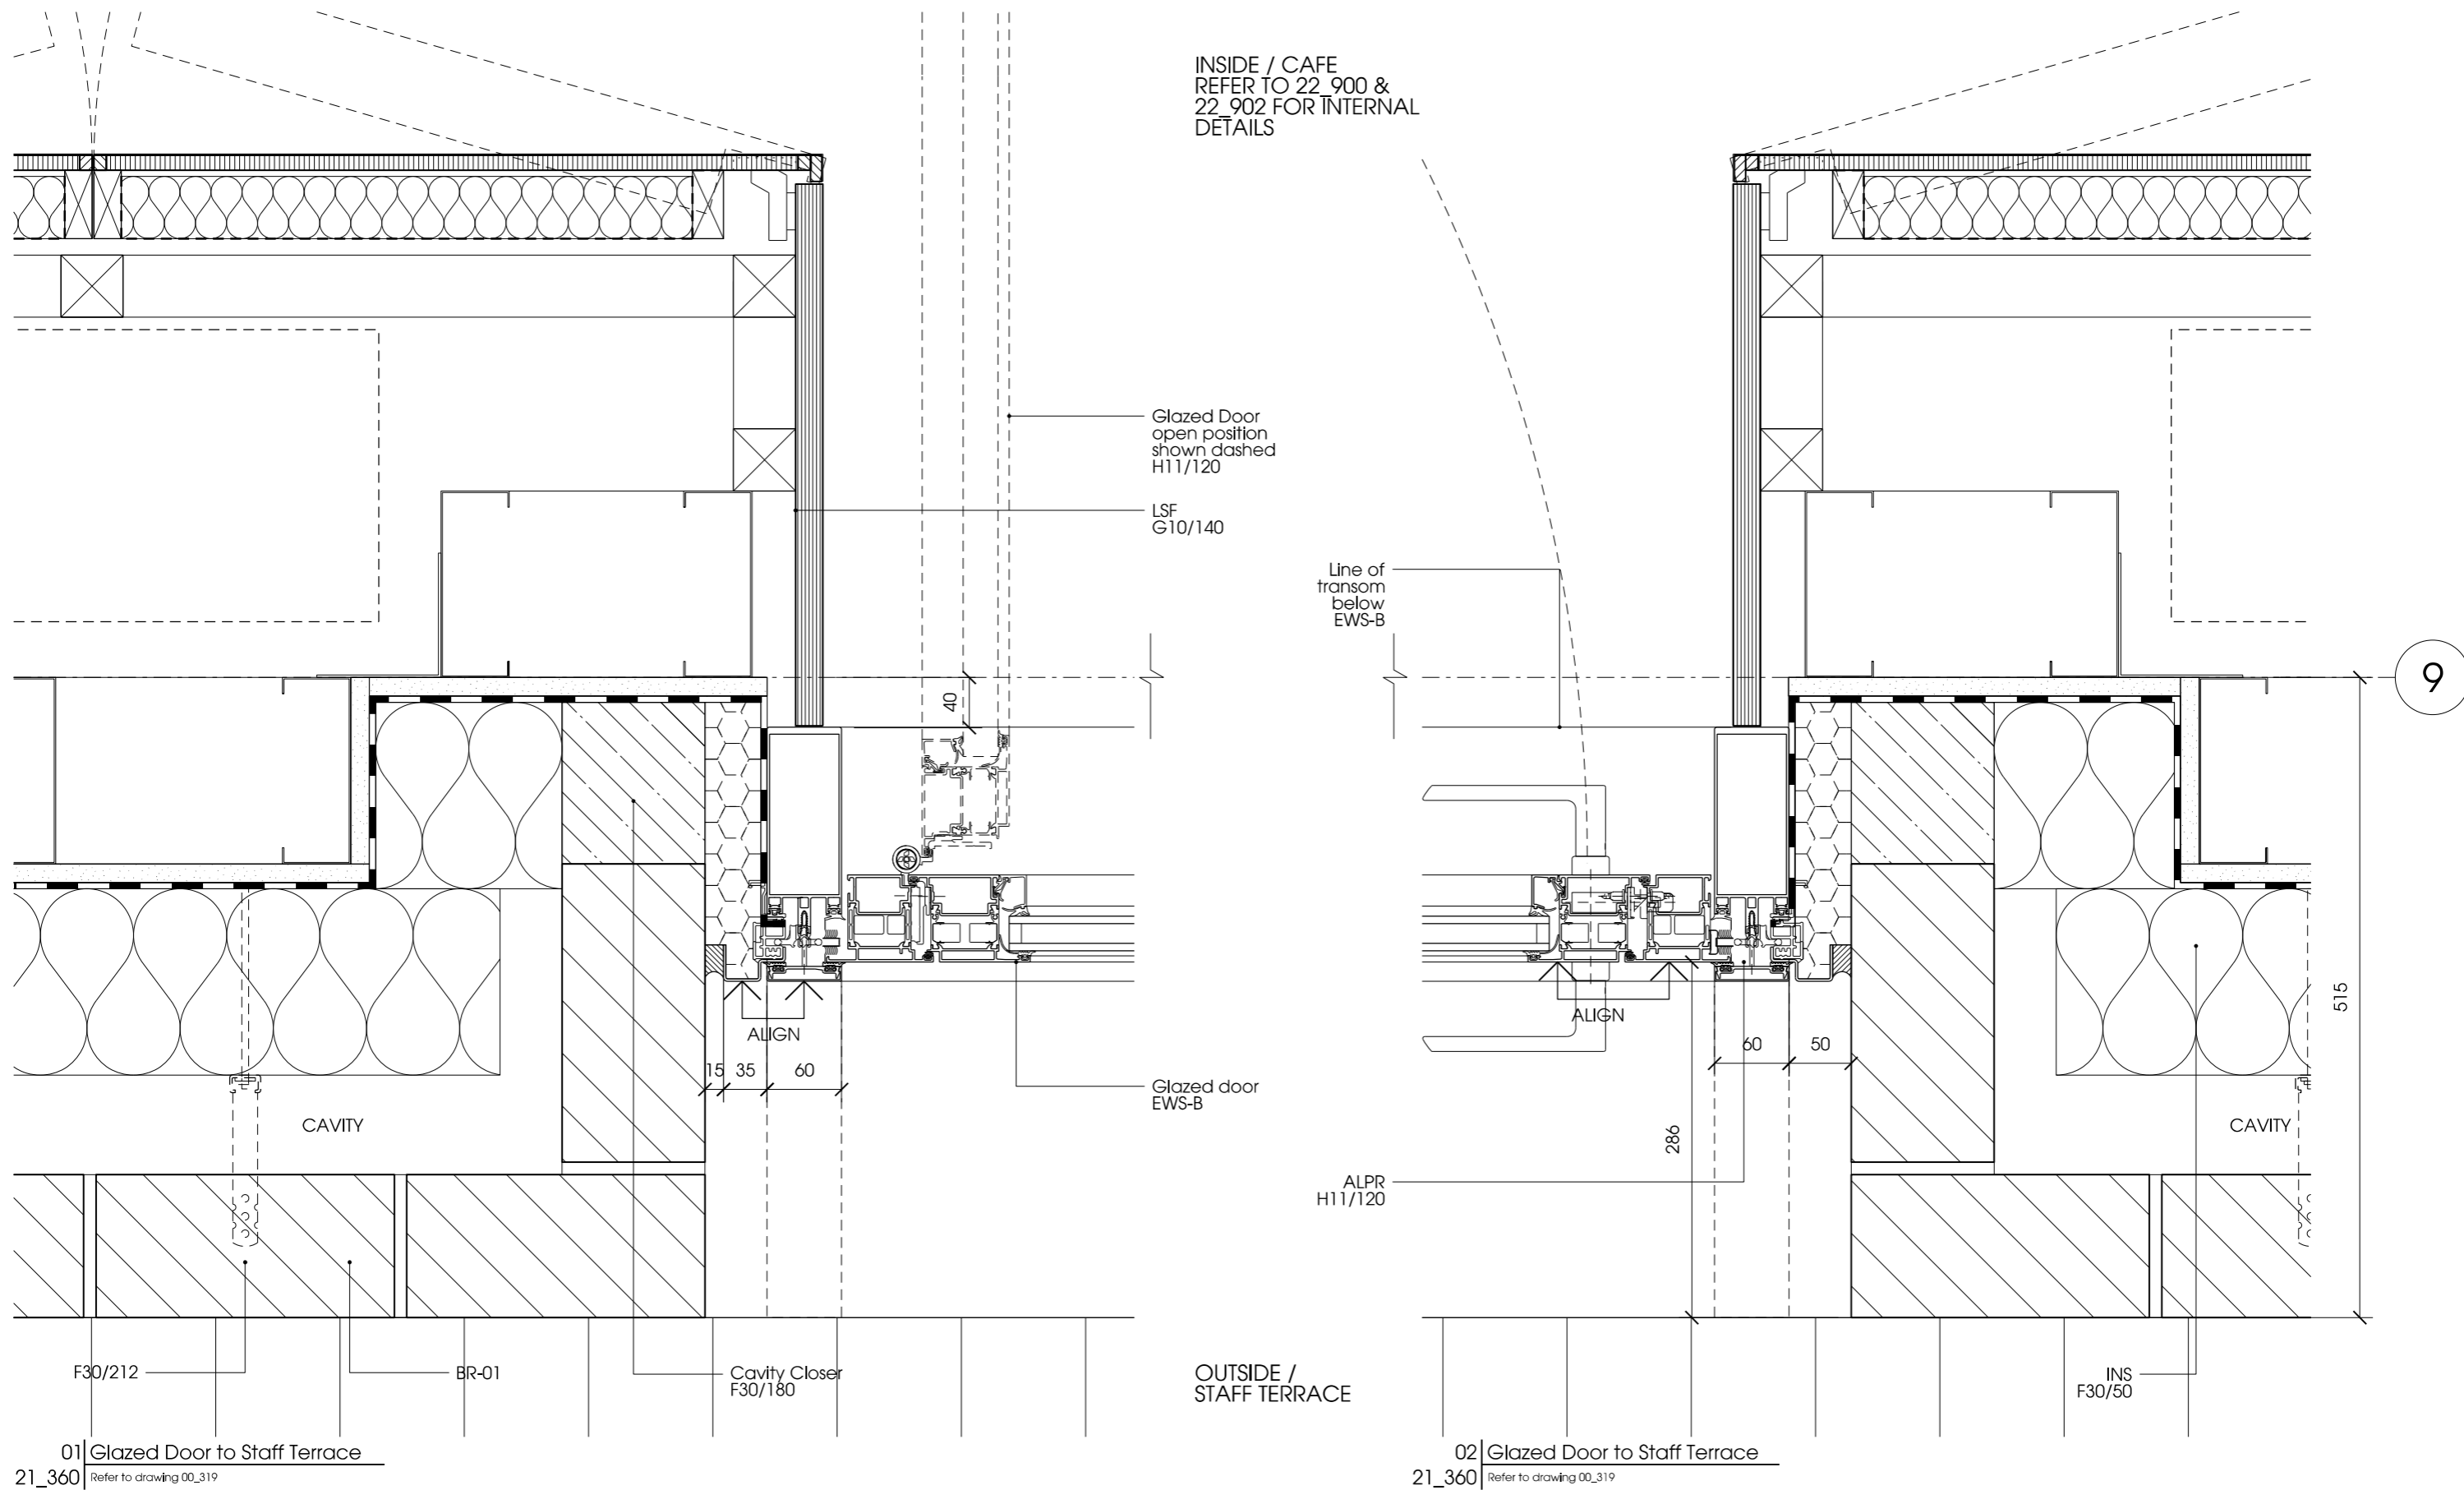 INSIDE / CAFE
REFER TO 22_900 &
22_902 FOR INTERNAL
DETAILS
Glazed Door
open position
shown dashed
H11/120
LSF
G10/140
Line of
transom
below
EWS-B
9
40
ALIGN
15 35 60
Glazed door
EWS-B
CAVITY
ALIGN
60 50
286
515
CAVITY
ALPR
H11/120
F30/212
BR-01
Cavity Closer
F30/180
OUTSIDE /
STAFF TERRACE
INS
F30/50
01 Glazed Door to Staff Terrace
21_360 Refer to drawing 00_319
02 Glazed Door to Staff Terrace
21_360 Refer to drawing 00_319